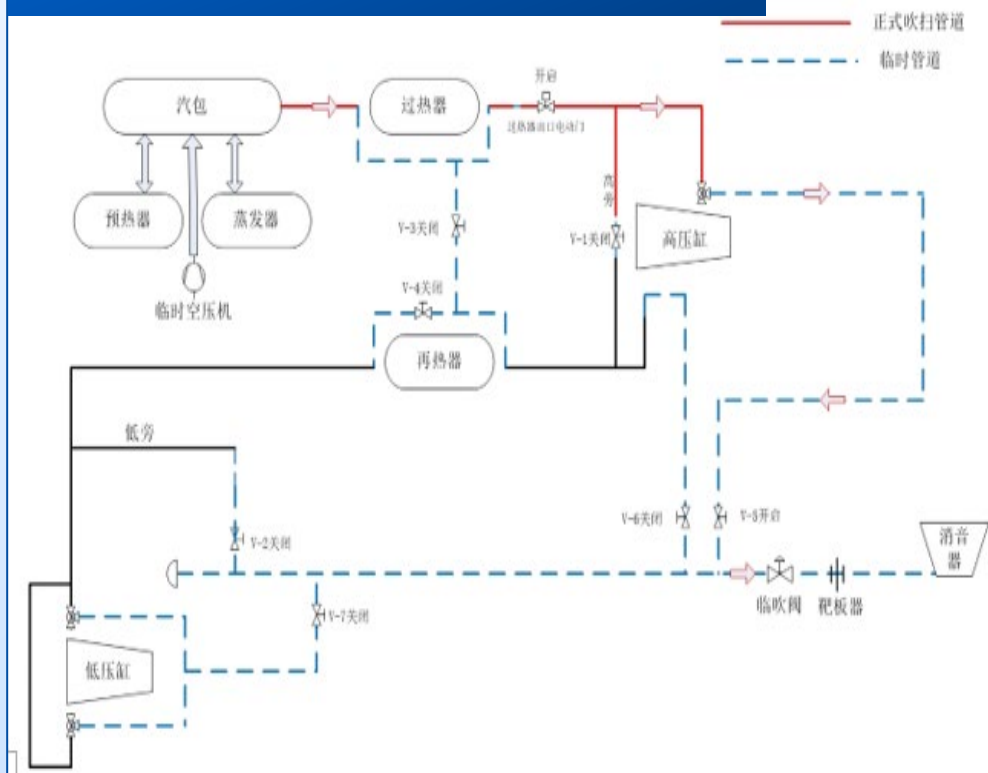 正式吹扫管道
临时管道
汽包
过热器
开启
过热器出口电动门
预热器
蒸发器
临时空压机
V-3关闭
高旁
V-1关闭
高压缸
V-4关闭
再热器
低旁
V-2关闭
V-6关闭
V-5开启
消音器
临吹阀
靶板器
V-7关闭
低压缸